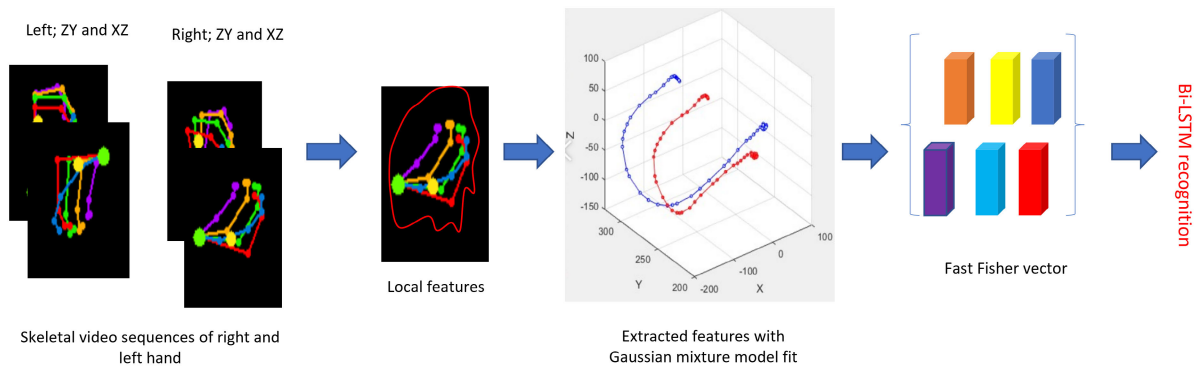 Left; ZY and XZ
Right; ZY and XZ
Skeletal video sequences of right and
left hand
Local features
100
50
0
-50
-100
-150
Z
300
250
200
Y
-200
-100
0
100
X
Extracted features with
Gaussian mixture model fit
Fast Fisher vector
Bi-LSTM recognition